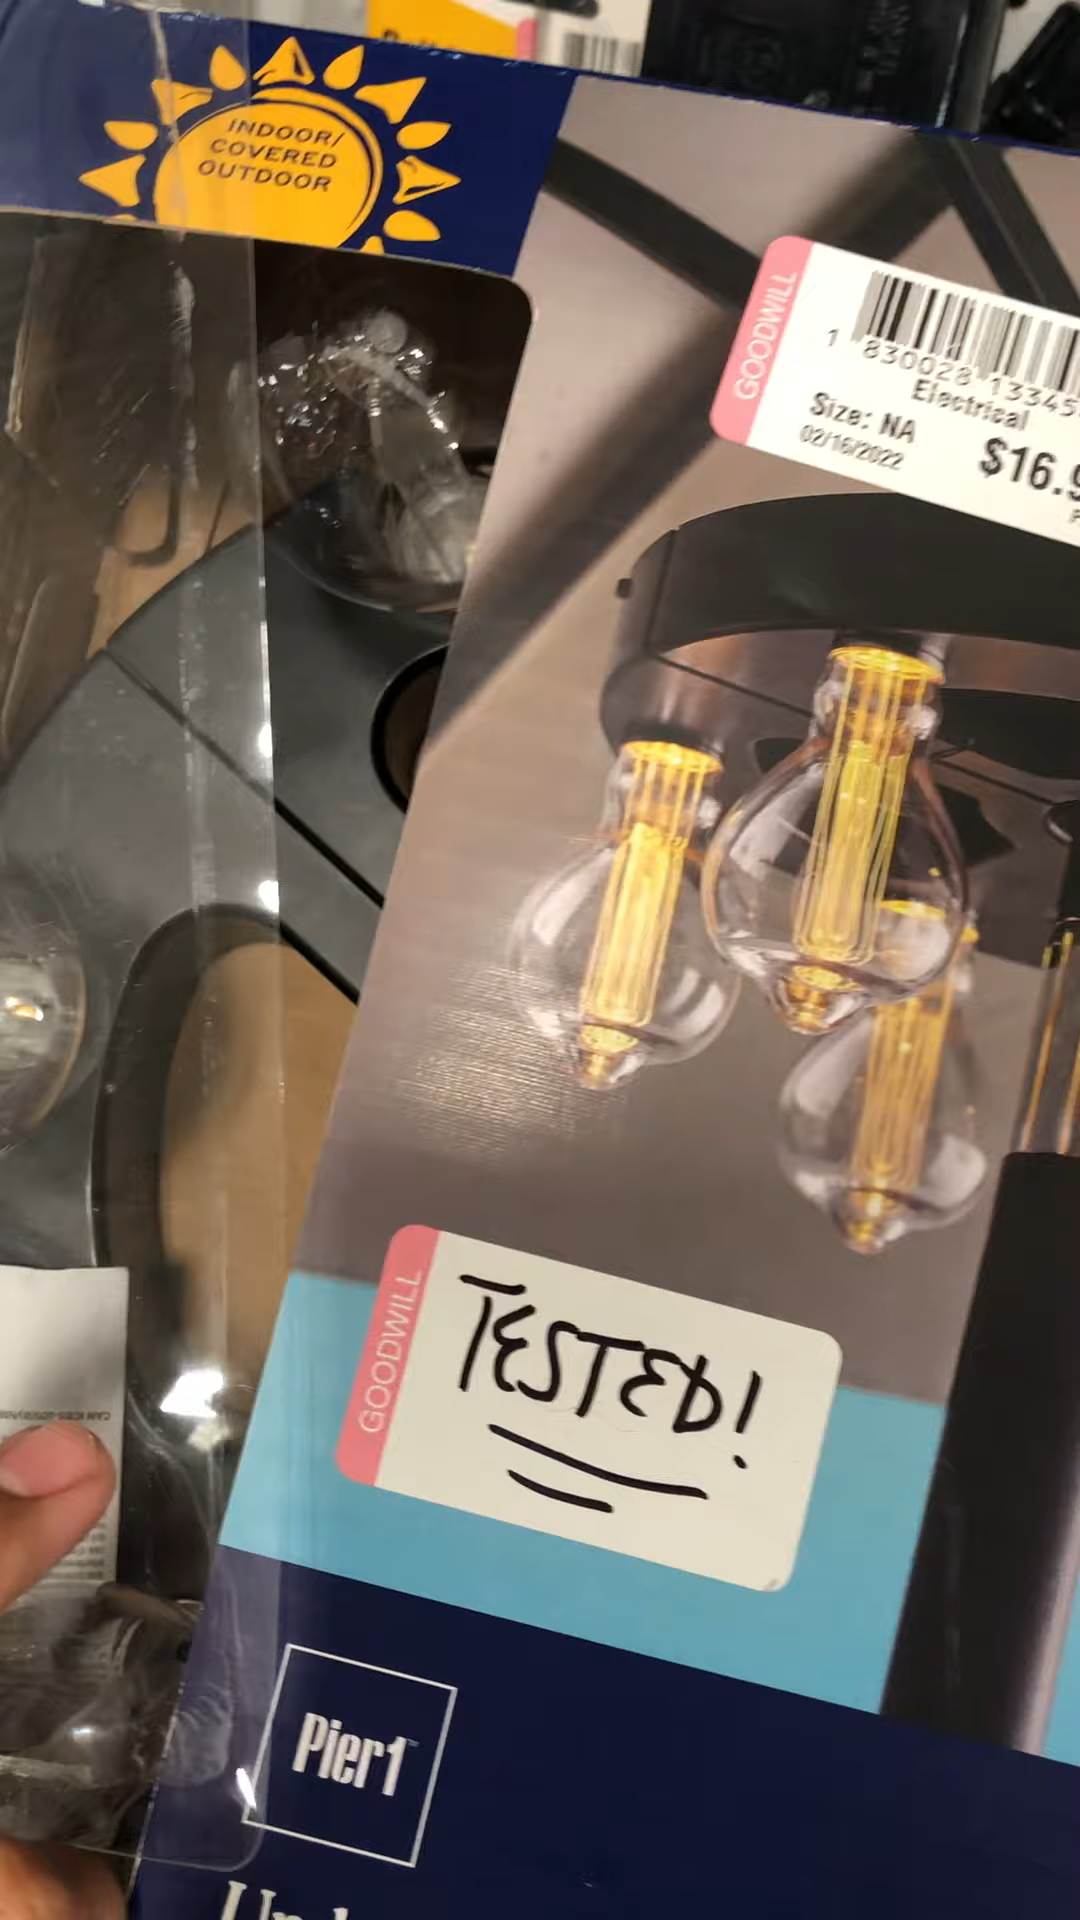 INDOOR/
COVERED
OUTDOOR
GOODWILL
1 830028 13345
Electrical
Size: NA
02/16/2022
$16.9
GOODWILL
TESTED!
Pier1